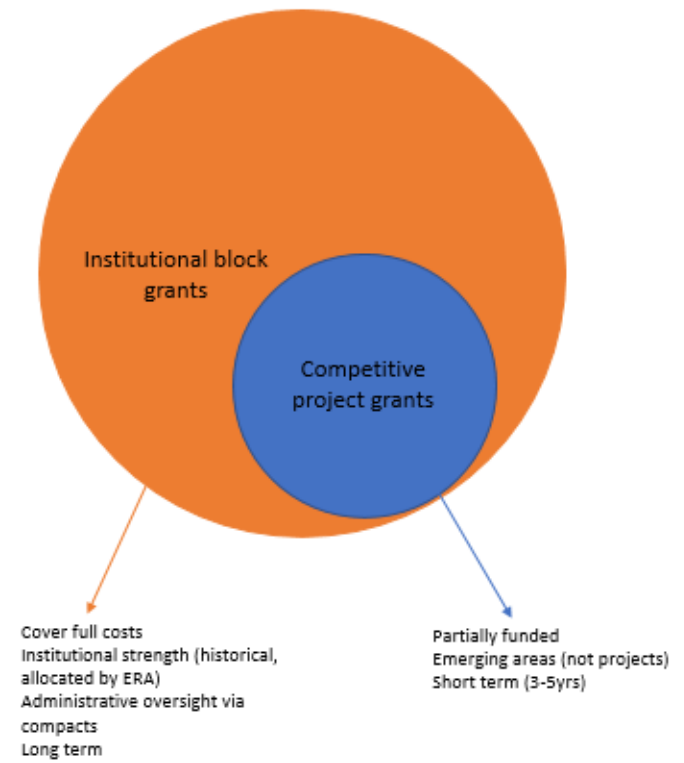 Institutional block
grants
Competitive
project grants
Cover full costs
Institutional strength (historical,
allocated by ERA)
Administrative oversight via
compacts
Long term
Partially funded
Emerging areas (not projects)
Short term (3-5yrs)